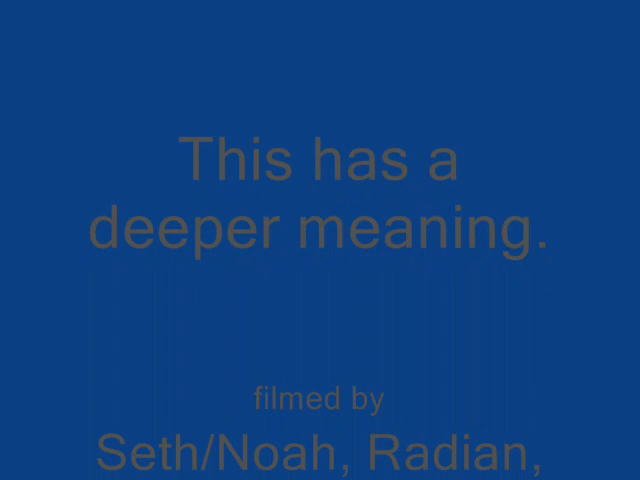 This has a
deeper meaning.
filmed by
Seth/Noah, Radian,